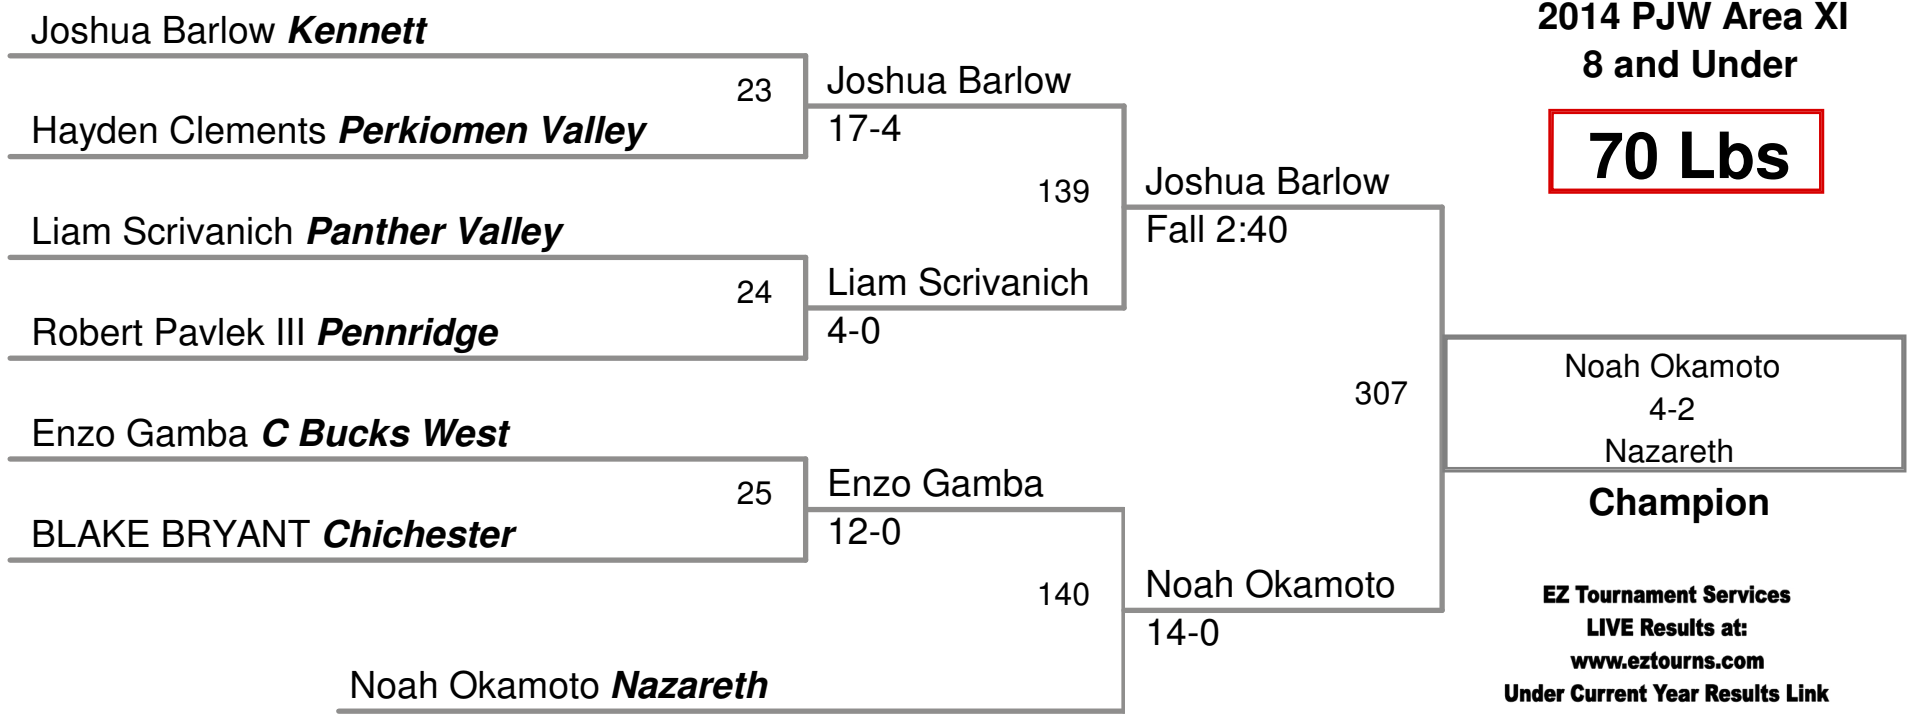 Joshua Barlow Kennett
23
Hayden Clements Perkiomen Valley
Liam Scrivanich Panther Valley
24
Robert Pavlek III Pennridge
Enzo Gamba C Bucks West
25
BLAKE BRYANT Chichester
Noah Okamoto Nazareth
Joshua Barlow
17-4
139
Liam Scrivanich
4-0
Enzo Gamba
12-0
140
Joshua Barlow
Fall 2:40
307
Noah Okamoto
14-0
2014 PJW Area XI
8 and Under
70 Lbs
Noah Okamoto
4-2
Nazareth
Champion
EZ Tournament Services
LIVE Results at:
www.eztourns.com
Under Current Year Results Link